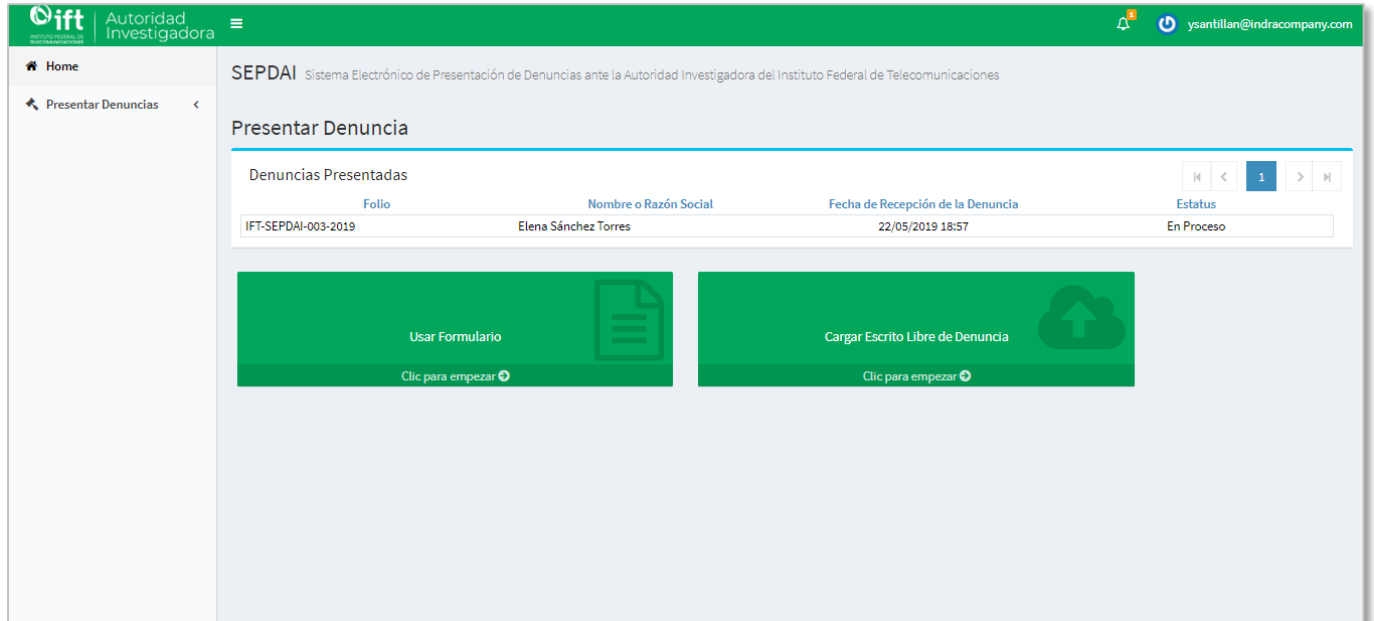 ift
INSTITUTO FEDERAL DE
TELECOMUNICACIONES
Autoridad
Investigadora
1
ysantillan@indracompany.com
Home
Presentar Denuncias
SEPDAI Sistema Electrónico de Presentación de Denuncias ante la Autoridad Investigadora del Instituto Federal de Telecomunicaciones
Presentar Denuncia
Denuncias Presentadas
1
Folio Nombre o Razón Social Fecha de Recepción de la Denuncia Estatus
IFT-SEPDAI-003-2019 Elena Sánchez Torres 22/05/2019 18:57 En Proceso
Usar Formulario
Clic para empezar
Cargar Escrito Libre de Denuncia
Clic para empezar